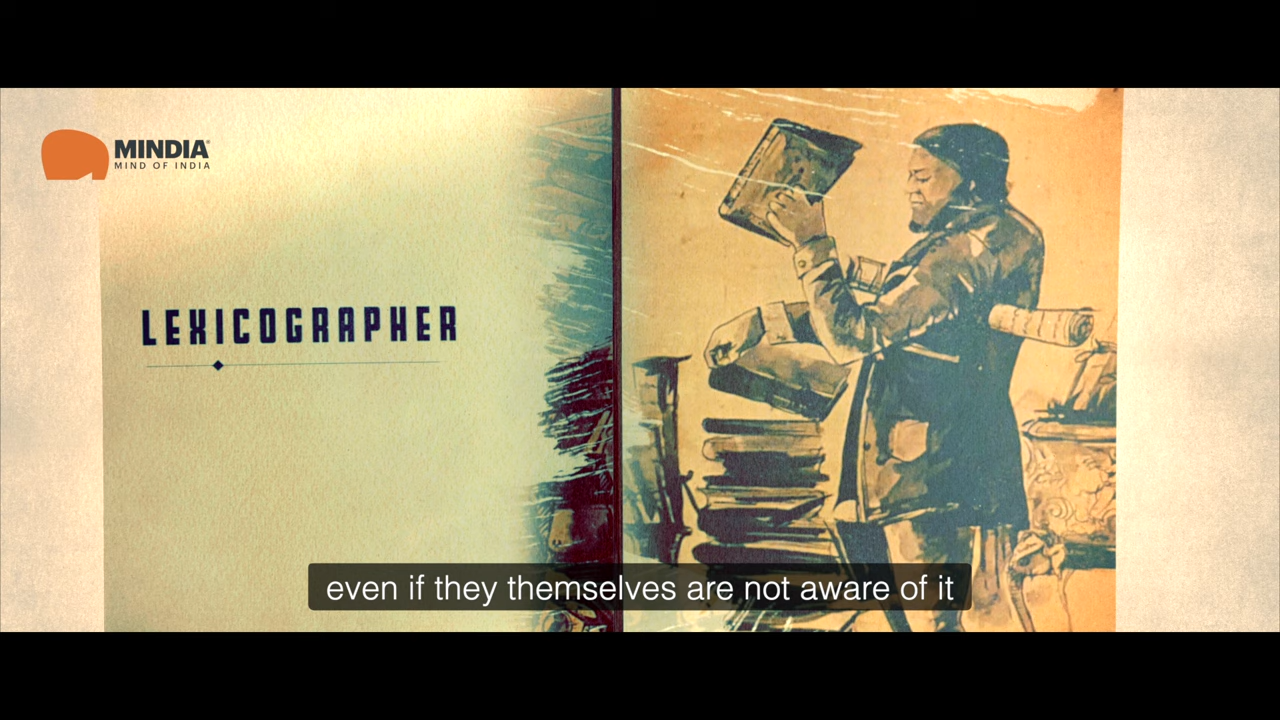 MINDIA
MIND OF INDIA
LEXICOGRAPHER
even if they themselves are not aware of it